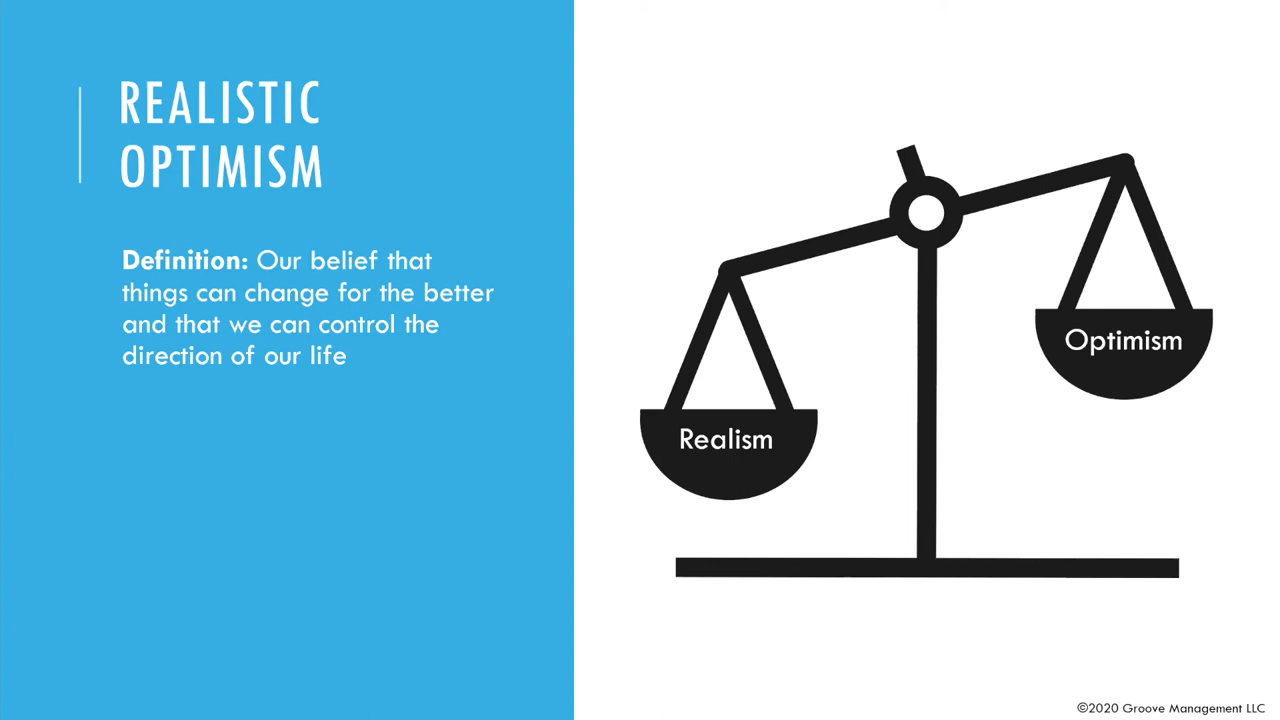 REALISTIC
OPTIMISM
Definition: Our belief that
things can change for the better
and that we can control the
direction of our life
Optimism
Realism
©2020 Groove Management LLC